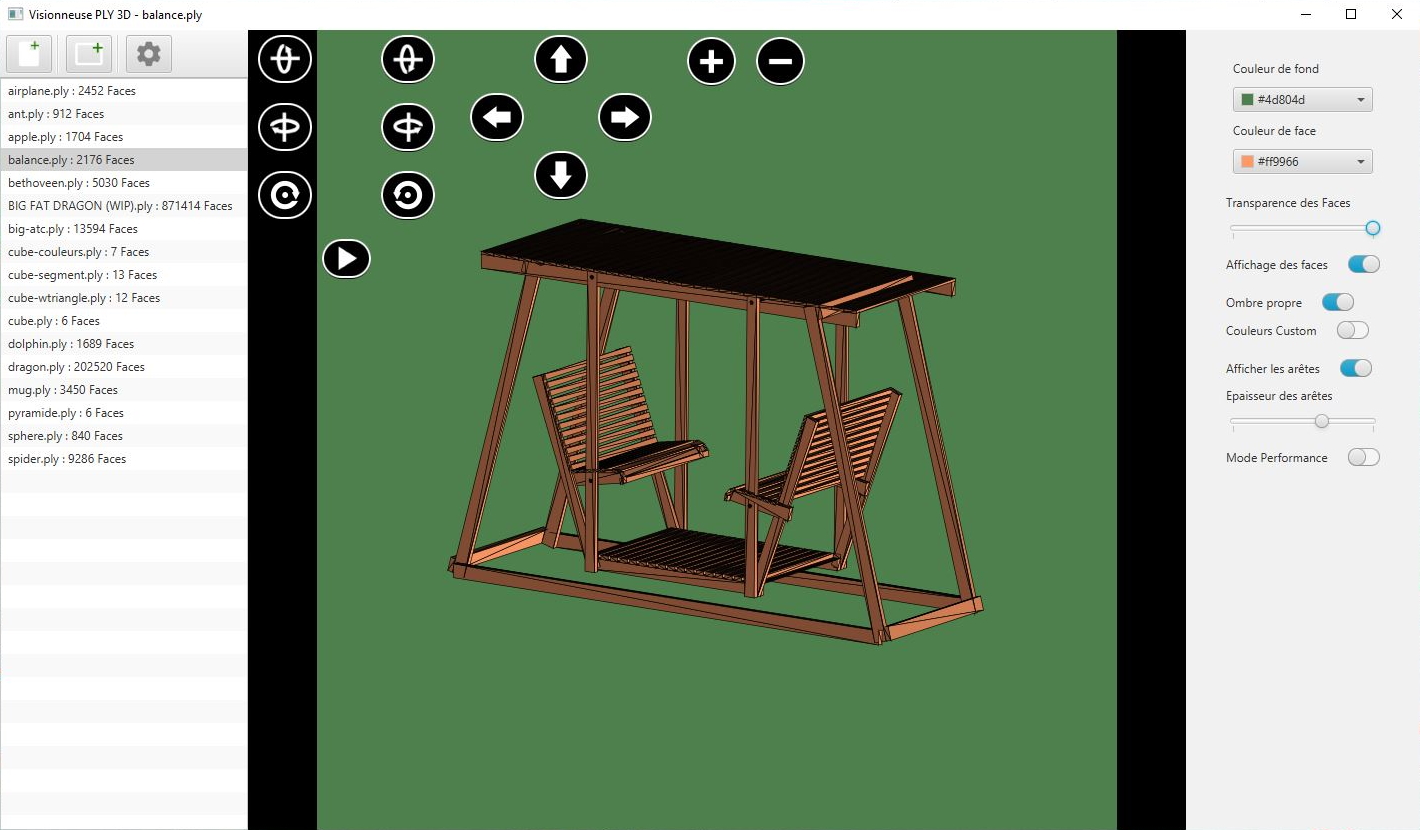 Visionneuse PLY 3D - balance.ply
airplane.ply : 2452 Faces
ant.ply : 912 Faces
apple.ply : 1704 Faces
balance.ply : 2176 Faces
bethoveen.ply : 5030 Faces
BIG FAT DRAGON (WIP).ply : 871414 Faces
big-atc.ply : 13594 Faces
cube-couleurs.ply : 7 Faces
cube-segment.ply : 13 Faces
cube-wtriangle.ply : 12 Faces
cube.ply : 6 Faces
dolphin.ply : 1689 Faces
dragon.ply : 202520 Faces
mug.ply : 3450 Faces
pyramide.ply : 6 Faces
sphere.ply : 840 Faces
spider.ply : 9286 Faces
Couleur de fond
#4d804d
Couleur de face
#ff9966
Transparence des Faces
Affichage des faces
Ombre propre
Couleurs Custom
Afficher les arêtes
Epaisseur des arêtes
Mode Performance